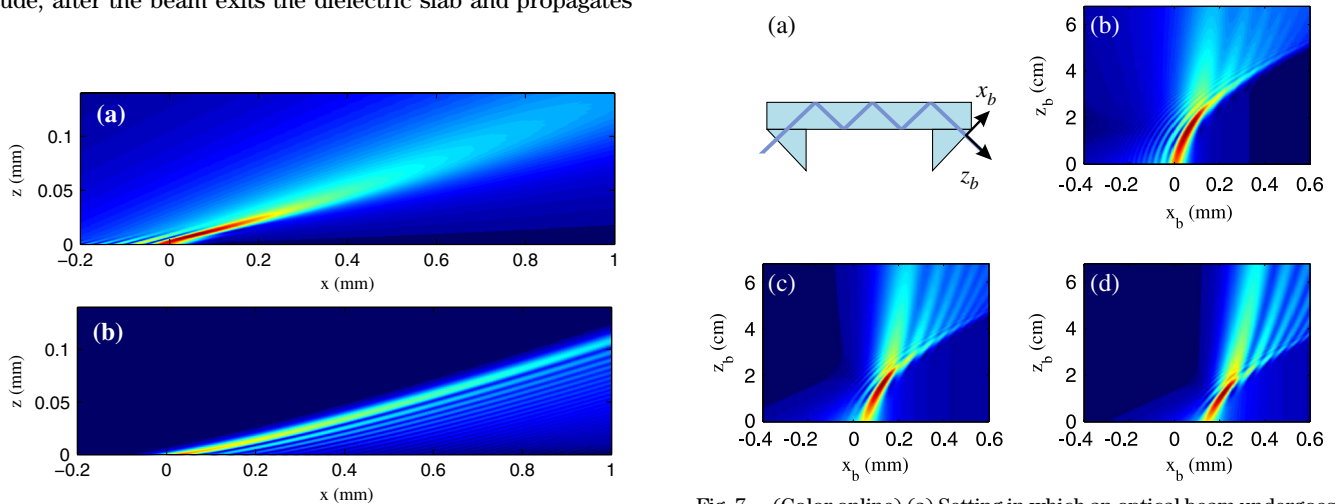 ude, after the beam exits the dielectric slab and propagates
(a)
z (mm)
0.1
0.05
0
−0.2 0 0.2 0.4 0.6 0.8 1
x (mm)
(b)
z (mm)
0.1
0.05
0
−0.2 0 0.2 0.4 0.6 0.8 1
x (mm)
(a)
x_b
z_b
(b)
z_b (cm)
6
4
2
0
-0.4 -0.2 0 0.2 0.4 0.6
x_b (mm)
(c)
z_b (cm)
6
4
2
0
-0.4 -0.2 0 0.2 0.4 0.6
x_b (mm)
(d)
z_b (cm)
6
4
2
0
-0.4 -0.2 0 0.2 0.4 0.6
x_b (mm)
Fig. 7. (Color online) (a) Setting in which an optical beam undergoes